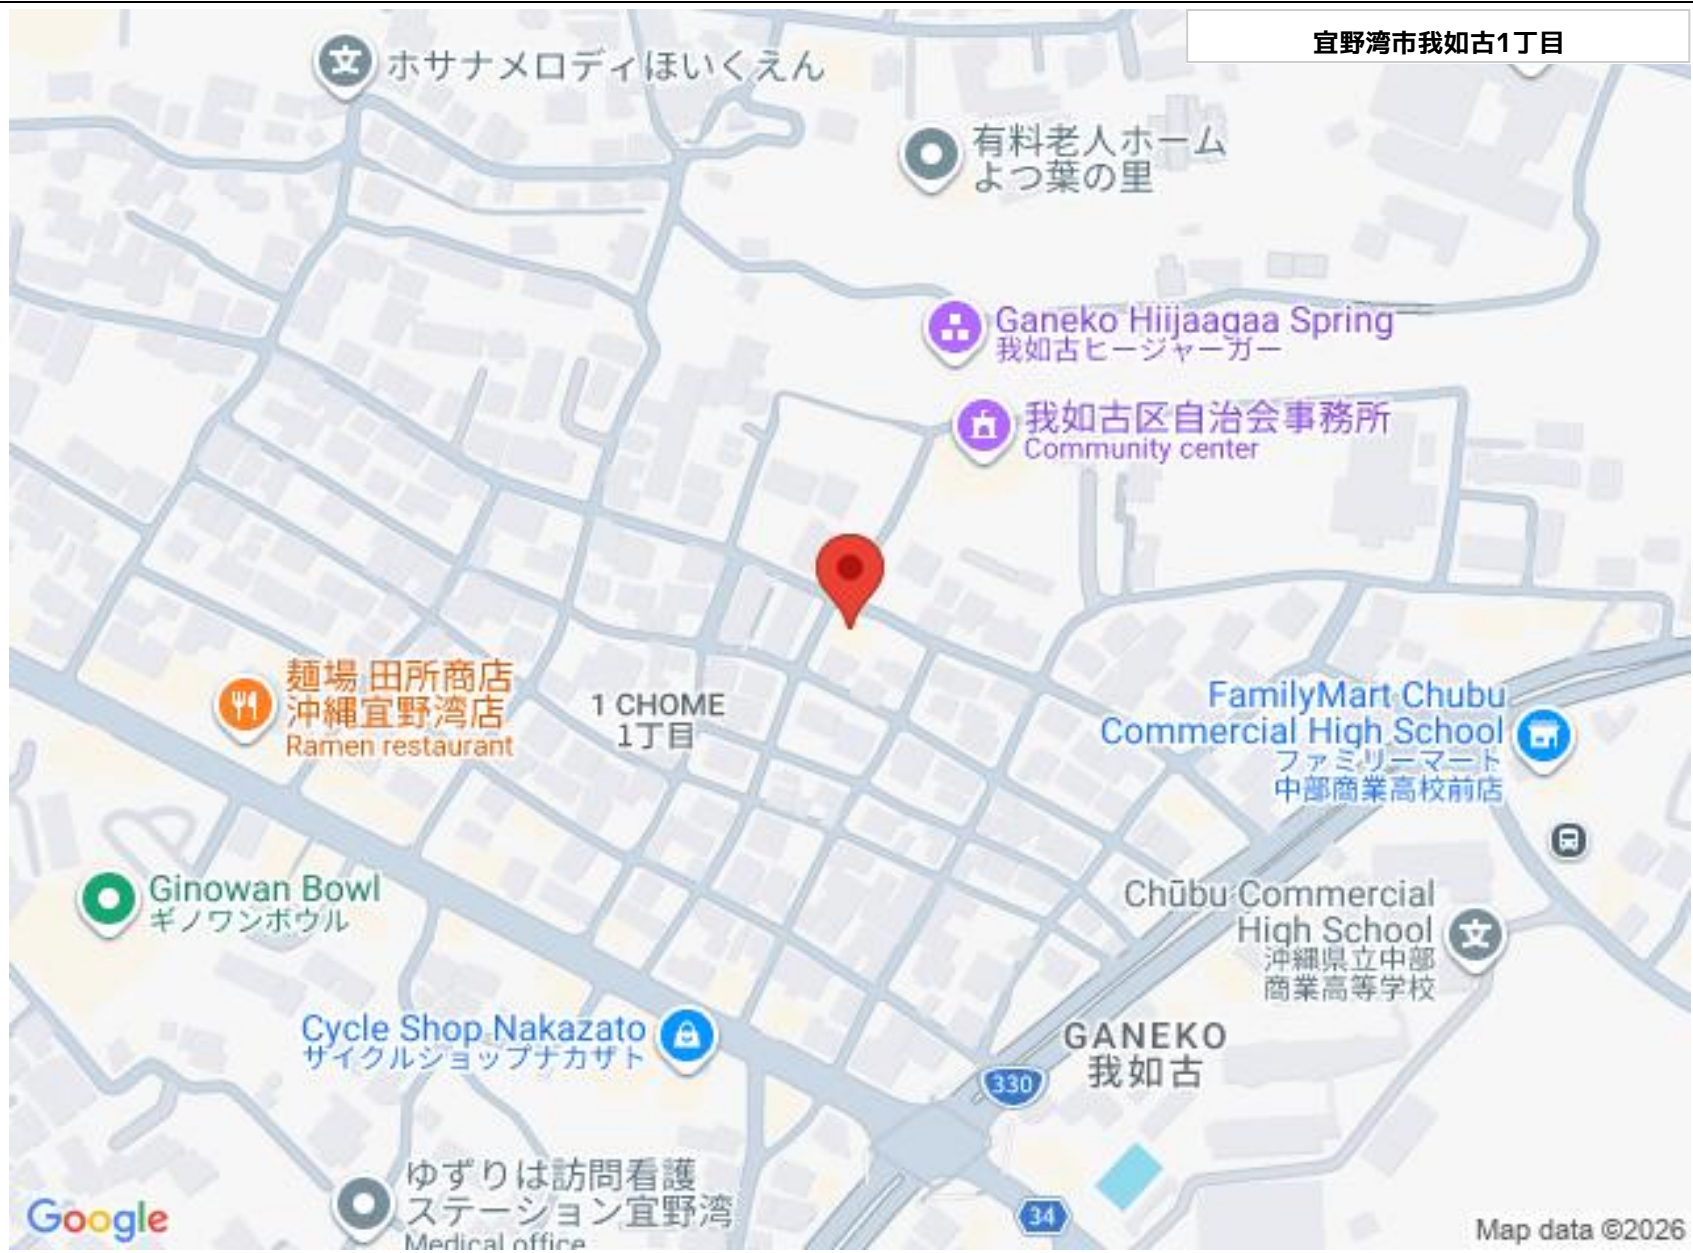 宜野湾市我如古1丁目
ホサナメロディほいくえん
有料老人ホーム
よつ葉の里
Ganeko Hiijaagaa Spring
我如古ヒージャーガー
我如古区自治会事務所
Community center
麺場 田所商店
沖縄宜野湾店
Ramen restaurant
1 CHOME
1丁目
FamilyMart Chubu
Commercial High School
ファミリーマート
中部商業高校前店
Ginowan Bowl
ギノワンボウル
Chūbu Commercial
High School
沖縄県立中部
商業高等学校
Cycle Shop Nakazato
サイクルショップナカザト
GANEKO
我如古
330
ゆずりは訪問看護
ステーション宜野湾
Medical office
34
Google
Map data ©2026